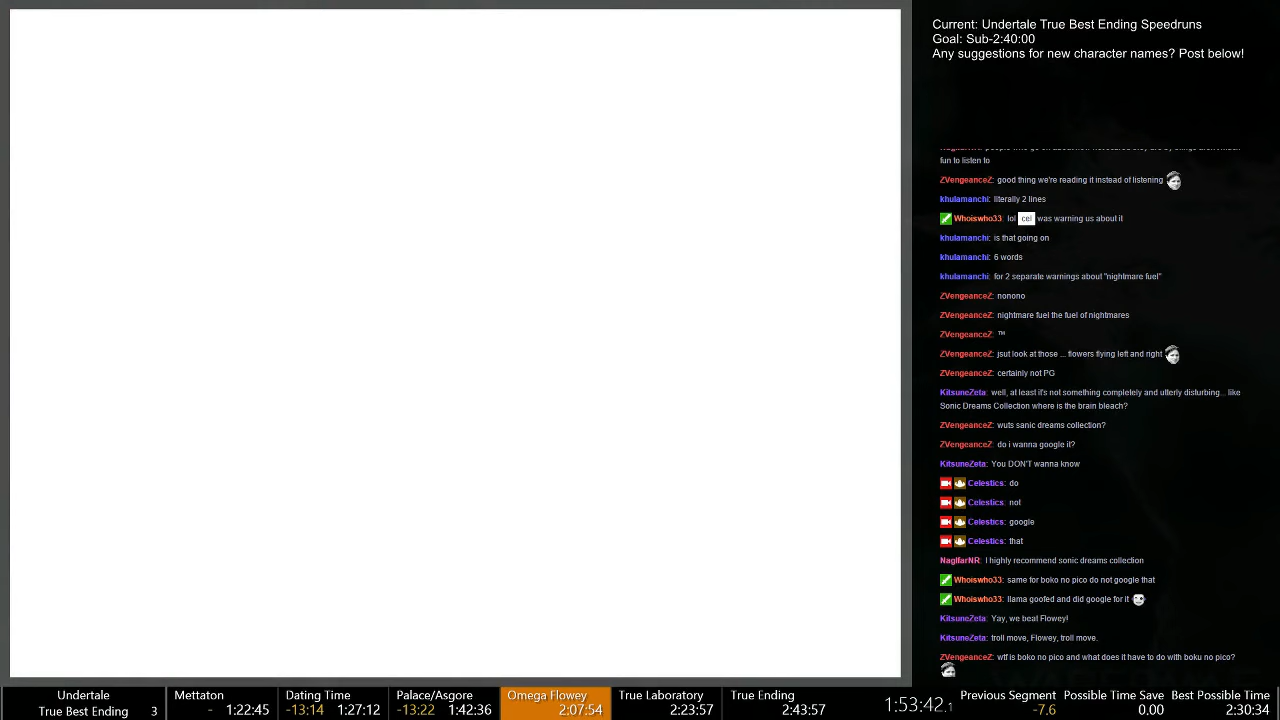 Current: Undertale True Best Ending Speedruns
Goal: Sub-2:40:00
Any suggestions for new character names? Post below!
fun to listen to
ZVengeanceZ: good thing we're reading it instead of listening
khulamanchi: literally 2 lines
Whoiswho33: lol cel was warning us about it
khulamanchi: is that going on
khulamanchi: 6 words
khulamanchi: for 2 separate warnings about "nightmare fuel"
ZVengeanceZ: nonono
ZVengeanceZ: nightmare fuel the fuel of nightmares
ZVengeanceZ: ™
ZVengeanceZ: jsut look at those ... flowers flying left and right
ZVengeanceZ: certainly not PG
KitsuneZeta: well, at least it's not something completely and utterly disturbing... like
Sonic Dreams Collection where is the brain bleach?
ZVengeanceZ: wuts sanic dreams collection?
ZVengeanceZ: do i wanna google it?
KitsuneZeta: You DON'T wanna know
Celestics: do
Celestics: not
Celestics: google
Celestics: that
NaglfarNR: I highly recommend sonic dreams collection
Whoiswho33: same for boko no pico do not google that
Whoiswho33: llama goofed and did google for it
KitsuneZeta: Yay, we beat Flowey!
KitsuneZeta: troll move, Flowey, troll move.
ZVengeanceZ: wtf is boko no pico and what does it have to do with boku no pico?
Undertale Mettaton Dating Time Palace/Asgore Omega Flowey True Laboratory True Ending 1:53:42.1 Previous Segment Possible Time Save Best Possible Time
True Best Ending 3 - 1:22:45 -13:14 1:27:12 -13:22 1:42:36 2:07:54 2:23:57 2:43:57 -7.6 0.00 2:30:34